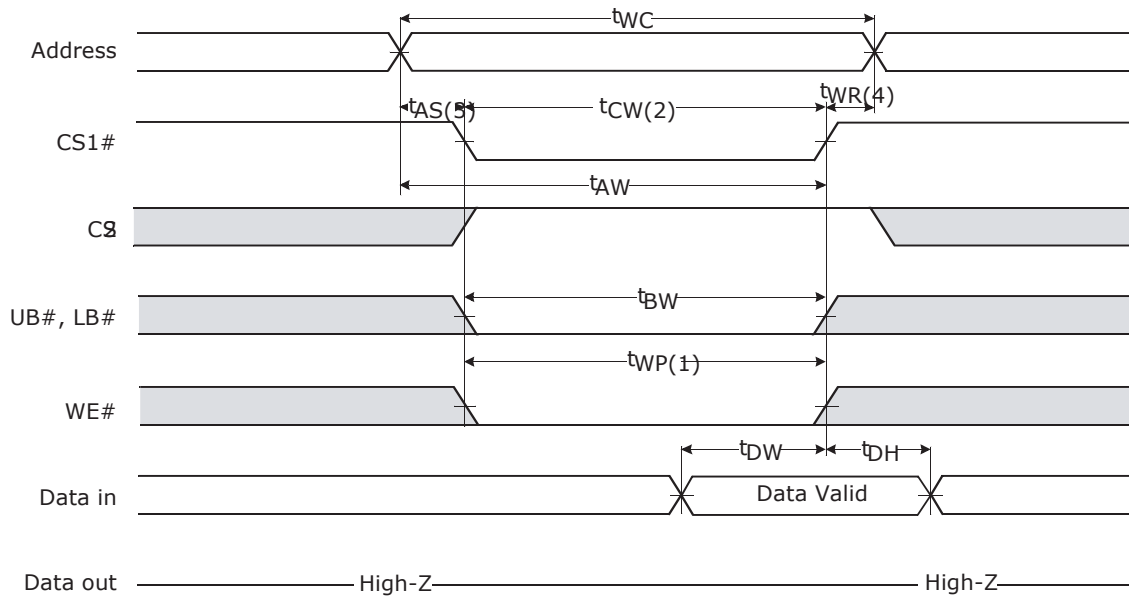 tWC
Address
tAS(3)
tCW(2)
tWR(4)
CS1#
tAW
CS2
tBW
UB#, LB#
tWP(1)
WE#
tDW
tDH
Data in
Data Valid
Data out
High-Z
High-Z